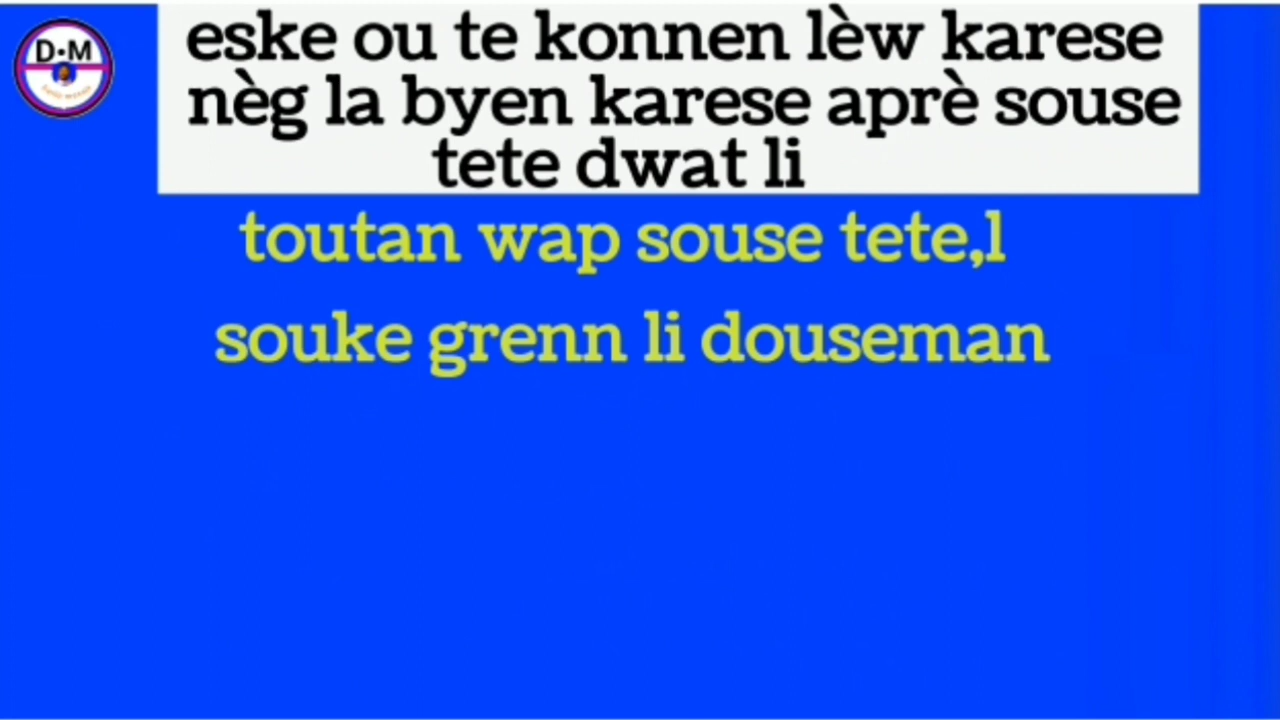 D•M
eske ou te konnen lèw karese
nèg la byen karese aprè souse
tete dwat li
toutan wap souse tete,l
souke grenn li douseman